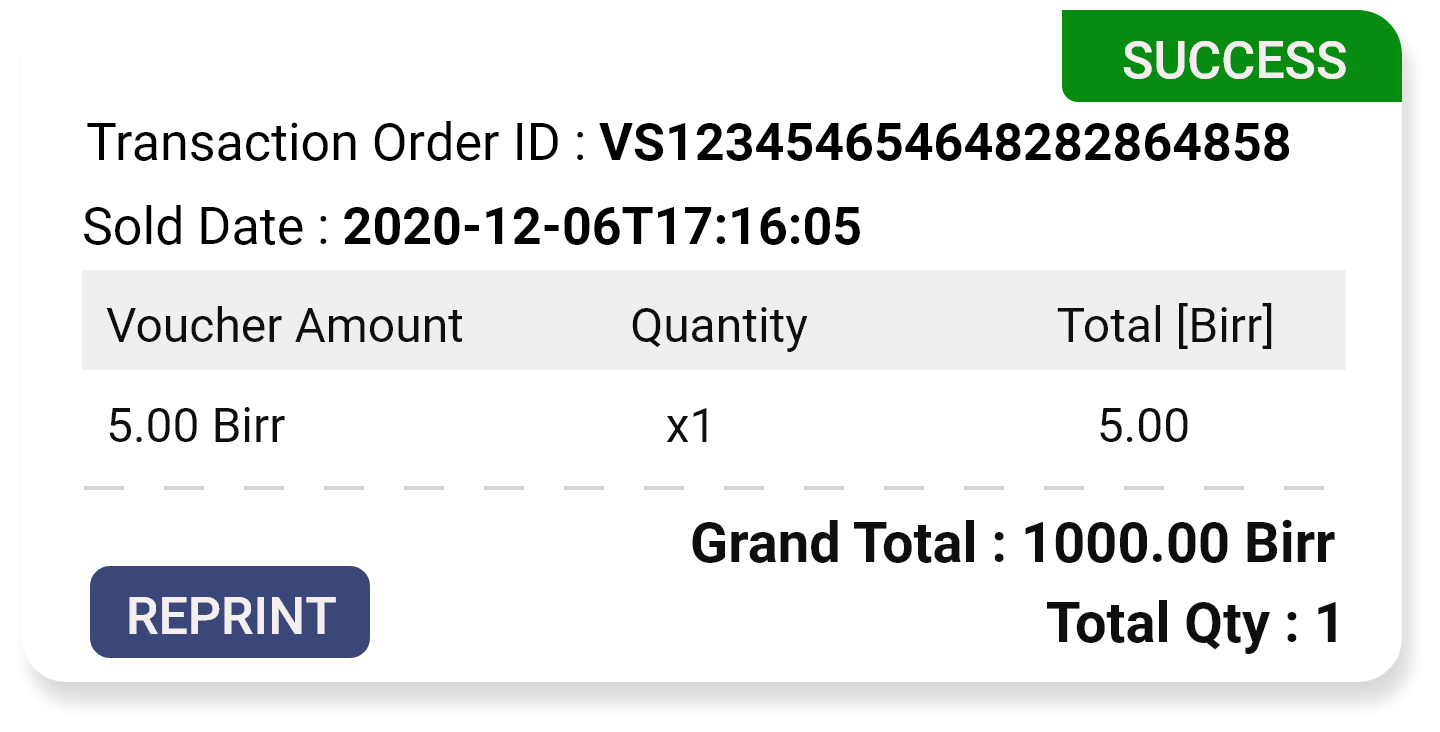 SUCCESS
Transaction Order ID : VS123454654648282864858
Sold Date : 2020-12-06T17:16:05
Voucher Amount Quantity Total [Birr]
5.00 Birr x1 5.00
Grand Total : 1000.00 Birr
REPRINT
Total Qty : 1